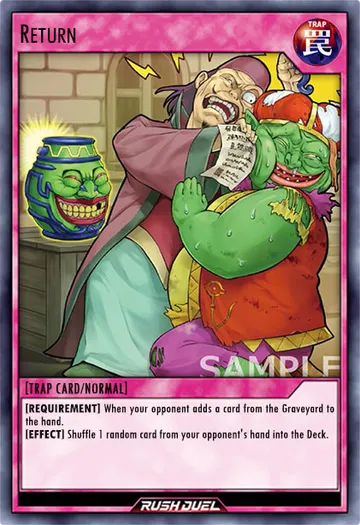 Return
TRAP
罠
SAMPLE
[TRAP CARD/NORMAL]
[REQUIREMENT] When your opponent adds a card from the Graveyard to
the hand.
[EFFECT] Shuffle 1 random card from your opponent's hand into the Deck.
RUSH DUEL